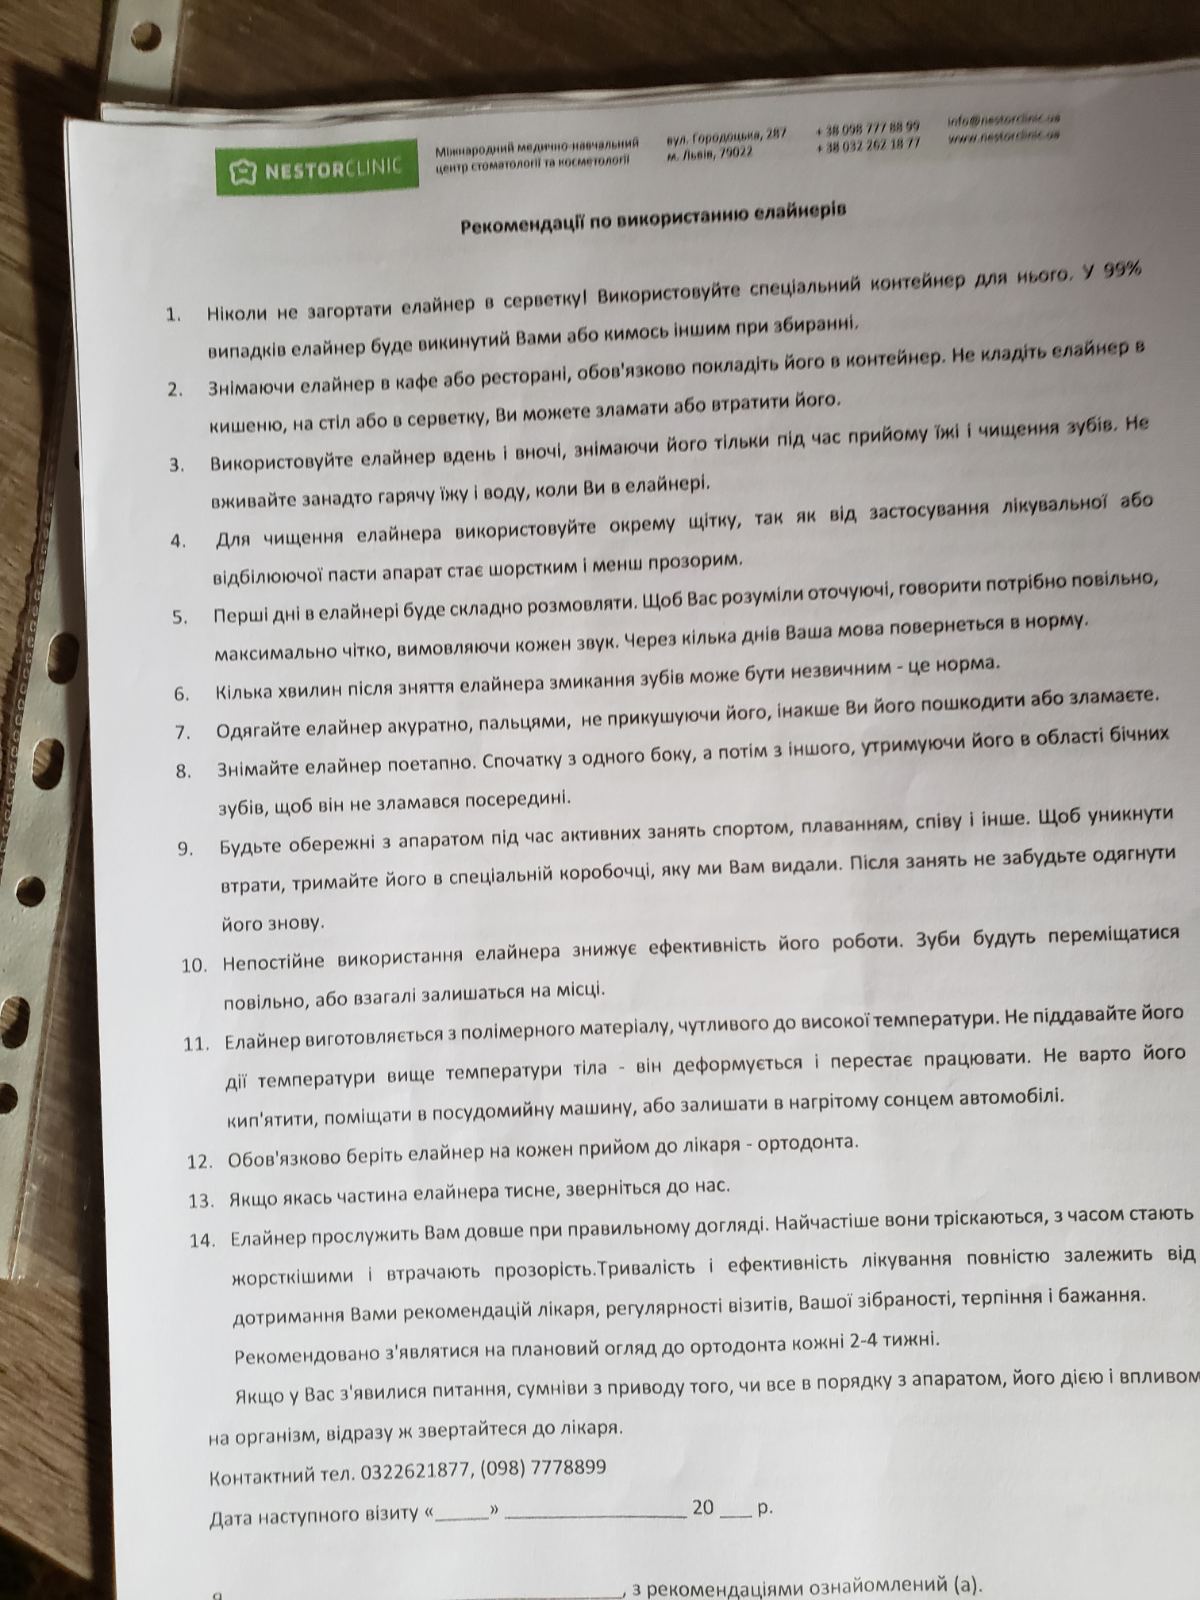 NESTORCLINIC
Міжнародний медично-навчальний
центр стоматології та косметології
вул. Городоцька, 287
м. Львів, 79022
+ 38 098 777 88 99
+ 38 032 262 18 77
info@nestorclinic.ua
www.nestorclinic.ua
Рекомендації по використанню елайнерів
1. Ніколи не загортати елайнер в серветку! Використовуйте спеціальний контейнер для нього. У 99%
випадків елайнер буде викинутий Вами або кимось іншим при збиранні.
2. Знімаючи елайнер в кафе або ресторані, обов'язково покладіть його в контейнер. Не кладіть елайнер в
кишеню, на стіл або в серветку, Ви можете зламати або втратити його.
3. Використовуйте елайнер вдень і вночі, знімаючи його тільки під час прийому їжі і чищення зубів. Не
вживайте занадто гарячу їжу і воду, коли Ви в елайнері.
4. Для чищення елайнера використовуйте окрему щітку, так як від застосування лікувальної або
відбілюючої пасти апарат стає шорстким і менш прозорим.
5. Перші дні в елайнері буде складно розмовляти. Щоб Вас розуміли оточуючі, говорити потрібно повільно,
максимально чітко, вимовляючи кожен звук. Через кілька днів Ваша мова повернеться в норму.
6. Кілька хвилин після зняття елайнера змикання зубів може бути незвичним - це норма.
7. Одягайте елайнер акуратно, пальцями, не прикушуючи його, інакше Ви його пошкодити або зламаєте.
8. Знімайте елайнер поетапно. Спочатку з одного боку, а потім з іншого, утримуючи його в області бічних
зубів, щоб він не зламався посередині.
9. Будьте обережні з апаратом під час активних занять спортом, плаванням, співу і інше. Щоб уникнути
втрати, тримайте його в спеціальній коробочці, яку ми Вам видали. Після занять не забудьте одягнути
його знову.
10. Непостійне використання елайнера знижує ефективність його роботи. Зуби будуть переміщатися
повільно, або взагалі залишаться на місці.
11. Елайнер виготовляється з полімерного матеріалу, чутливого до високої температури. Не піддавайте його
дії температури вище температури тіла - він деформується і перестає працювати. Не варто його
кип'ятити, поміщати в посудомийну машину, або залишати в нагрітому сонцем автомобілі.
12. Обов'язково беріть елайнер на кожен прийом до лікаря - ортодонта.
13. Якщо якась частина елайнера тисне, зверніться до нас.
14. Елайнер прослужить Вам довше при правильному догляді. Найчастіше вони тріскаються, з часом стають
жорсткішими і втрачають прозорість.Тривалість і ефективність лікування повністю залежить від
дотримання Вами рекомендацій лікаря, регулярності візитів, Вашої зібраності, терпіння і бажання.
Рекомендовано з'являтися на плановий огляд до ортодонта кожні 2-4 тижні.
Якщо у Вас з'явилися питання, сумніви з приводу того, чи все в порядку з апаратом, його дією і впливом
на організм, відразу ж звертайтеся до лікаря.
Контактний тел. 0322621877, (098) 7778899
Дата наступного візиту «_____» _________________ 20 ___ р.
Я ______________________________________, з рекомендаціями ознайомлений (а).